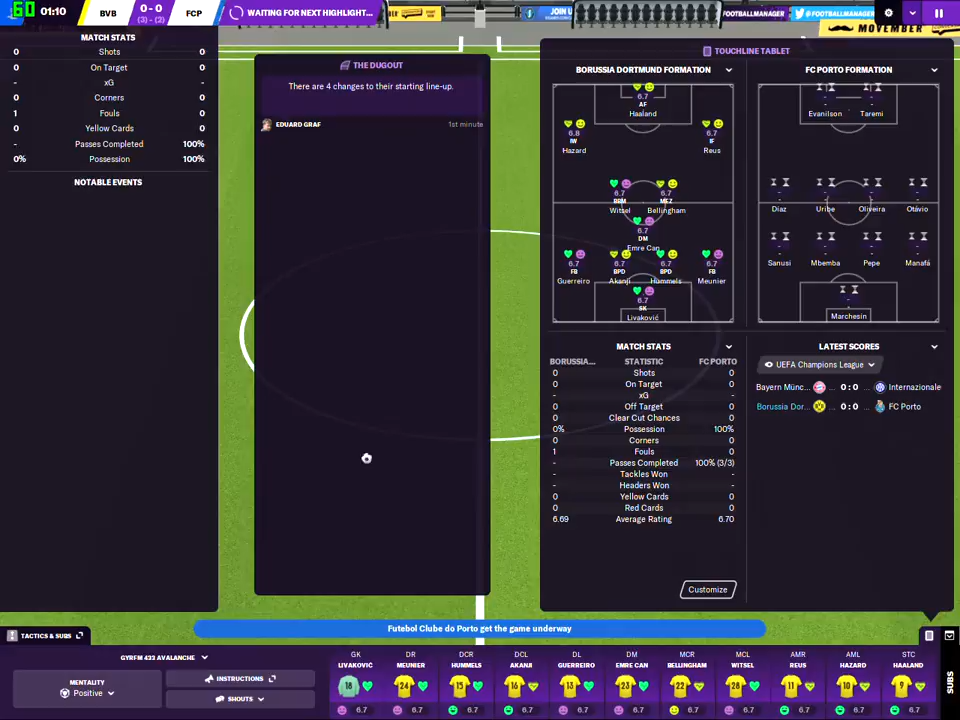 60
01:10
BVB
0 - 0
(3) - (2)
FCP
WAITING FOR NEXT HIGHLIGHT...
JOIN U
FOOTBALLMANAGER
@FOOTBALLMANAGER
MOVEMBER
MATCH STATS
0 Shots 0
0 On Target 0
- xG -
0 Corners 0
1 Fouls 0
0 Yellow Cards 0
- Passes Completed 100%
0% Possession 100%
NOTABLE EVENTS
THE DUGOUT
There are 4 changes to their starting line-up.
EDUARD GRAF 1st minute
TOUCHLINE TABLET
BORUSSIA DORTMUND FORMATION
6.7
AF
Haaland
6.8 6.7
IW IF
Hazard Reus
6.7 6.7
BBM MEZ
Witsel Bellingham
6.7
DM
Emre Can
6.7 6.7 6.7 6.7
FB BPD BPD FB
Guerreiro Akanji Hummels Meunier
6.7
SK
Livaković
FC PORTO FORMATION
- -
Evanilson Taremi
- - - -
Díaz Uribe Oliveira Otávio
- - - -
Sanusi Mbemba Pepe Manafá
-
Marchesín
MATCH STATS
BORUSSIA... STATISTIC FC PORTO
0 Shots 0
0 On Target 0
- xG -
0 Off Target 0
0 Clear Cut Chances 0
0% Possession 100%
0 Corners 0
1 Fouls 0
- Passes Completed 100% (3/3)
- Tackles Won -
- Headers Won -
0 Yellow Cards 0
0 Red Cards 0
6.69 Average Rating 6.70
Customize
LATEST SCORES
UEFA Champions League
Bayern Münc... ... 0 : 0 ... Internazionale
Borussia Dor... ... 0 : 0 ... FC Porto
TACTICS & SUBS
Futebol Clube do Porto get the game underway
GYRFM 433 AVALANCHE
MENTALITY
Positive
INSTRUCTIONS
SHOUTS
GK DR DCR DCL DL DM MCR MCL AMR AML STC
LIVAKOVIC MEUNIER HUMMELS AKANJI GUERREIRO EMRE CAN BELLINGHAM WITSEL REUS HAZARD HAALAND
18 24 15 16 13 23 22 28 11 10 9
6.7 6.7 6.7 6.7 6.7 6.7 6.7 6.7 6.7 6.7 6.7
SUBS